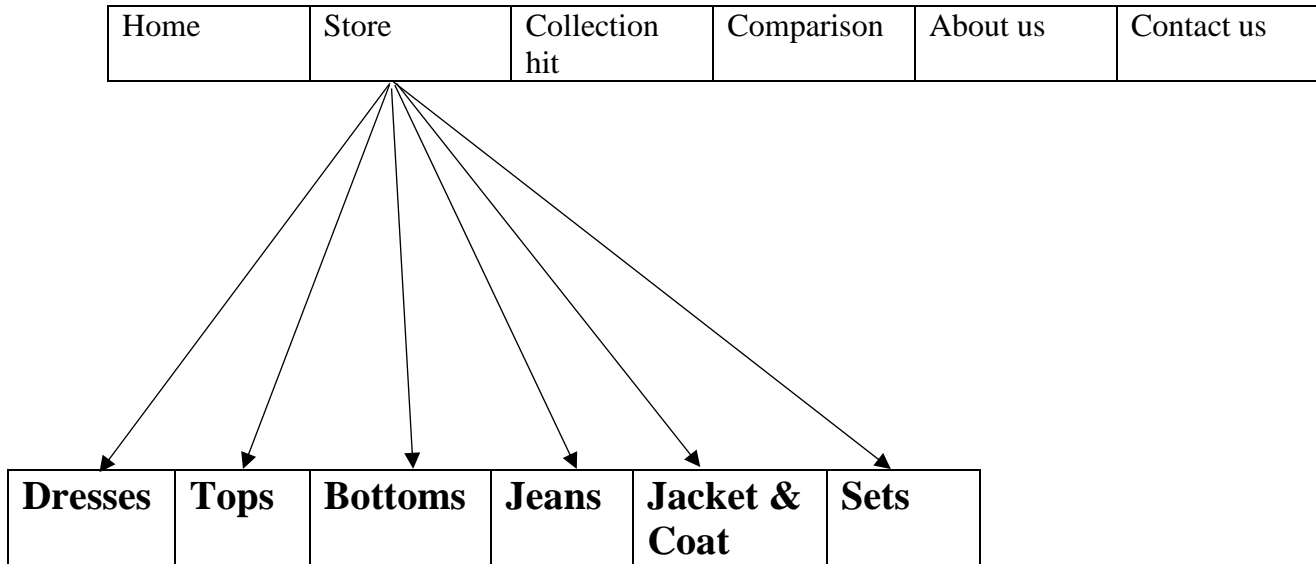 Home Store Collection Comparison About us Contact us
hit
Dresses Tops Bottoms Jeans Jacket & Sets
Coat